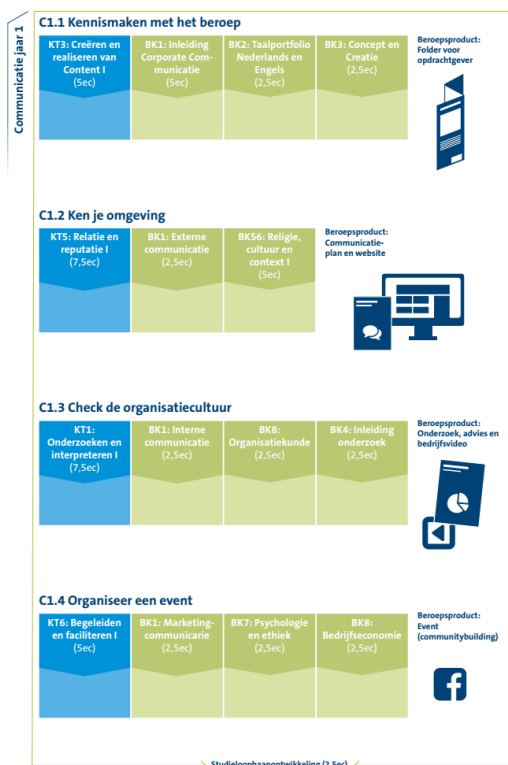 Communicatie jaar 1
C1.1 Kennismaken met het beroep
KT3: Creëren en
realiseren van
Content I
(5ec)
BK1: Inleiding
Corporate Com-
municatie
(5ec)
BK2: Taalportfolio
Nederlands en
Engels
(2,5ec)
BK3: Concept en
Creatie
(2,5ec)
Beroepsproduct:
Folder voor
opdrachtgever
C1.2 Ken je omgeving
KT5: Relatie en
reputatie I
(7,5ec)
BK1: Externe
communicatie
(2,5ec)
BKS6: Religie,
cultuur en
context I
(5ec)
Beroepsproduct:
Communicatie-
plan en website
C1.3 Check de organisatiecultuur
KT1:
Onderzoeken en
interpreteren I
(7,5ec)
BK1: Interne
communicatie
(2,5ec)
BK8:
Organisatiekunde
(2,5ec)
BK4: Inleiding
onderzoek
(2,5ec)
Beroepsproduct:
Onderzoek, advies en
bedrijfsvideo
C1.4 Organiseer een event
KT6: Begeleiden
en faciliteren I
(5ec)
BK1: Marketing-
communicarie
(2,5ec)
BK7: Psychologie
en ethiek
(2,5ec)
BK8:
Bedrijfseconomie
(2,5ec)
Beroepsproduct:
Event
(communitybuilding)
Studieloopbaanontwikkeling (2,5ec)